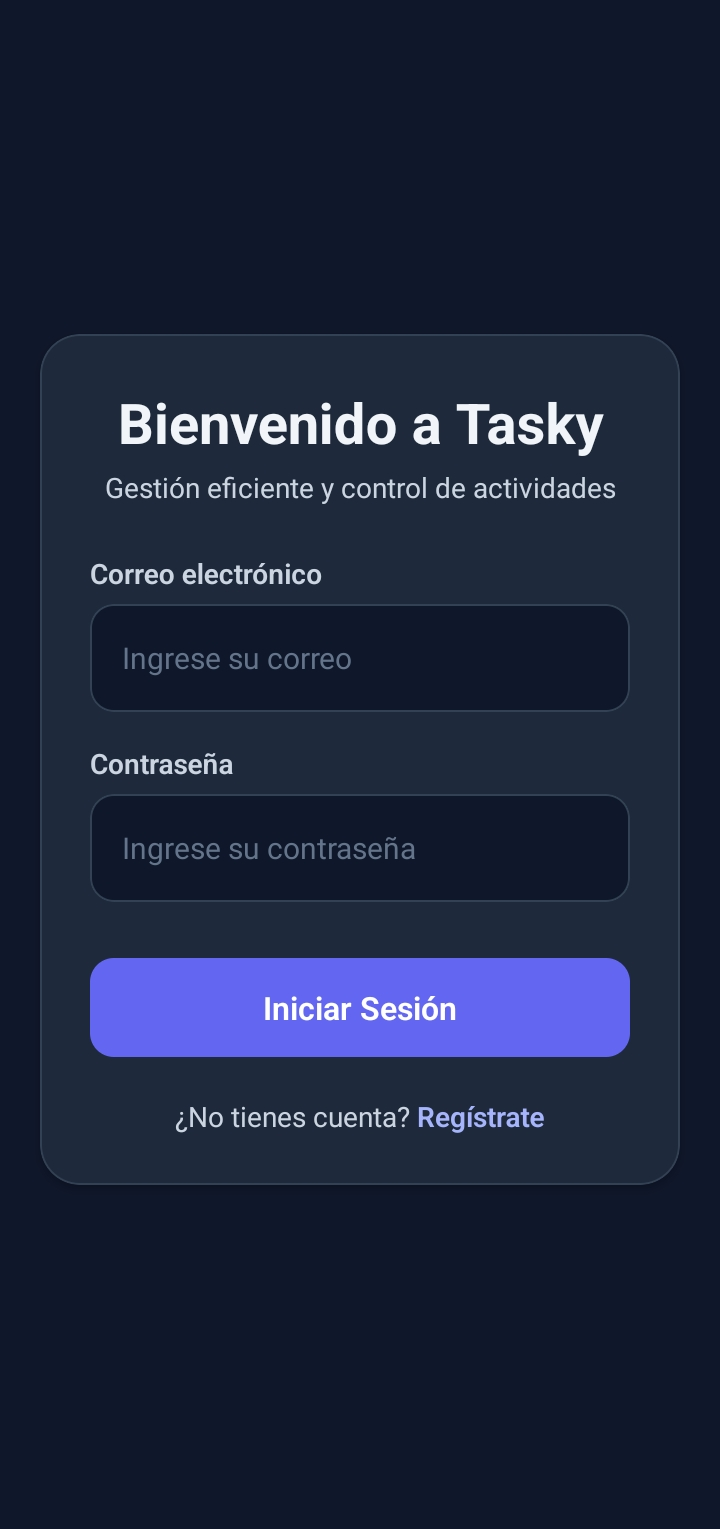 Bienvenido a Tasky
Gestión eficiente y control de actividades
Correo electrónico
Ingrese su correo
Contraseña
Ingrese su contraseña
Iniciar Sesión
¿No tienes cuenta? Regístrate